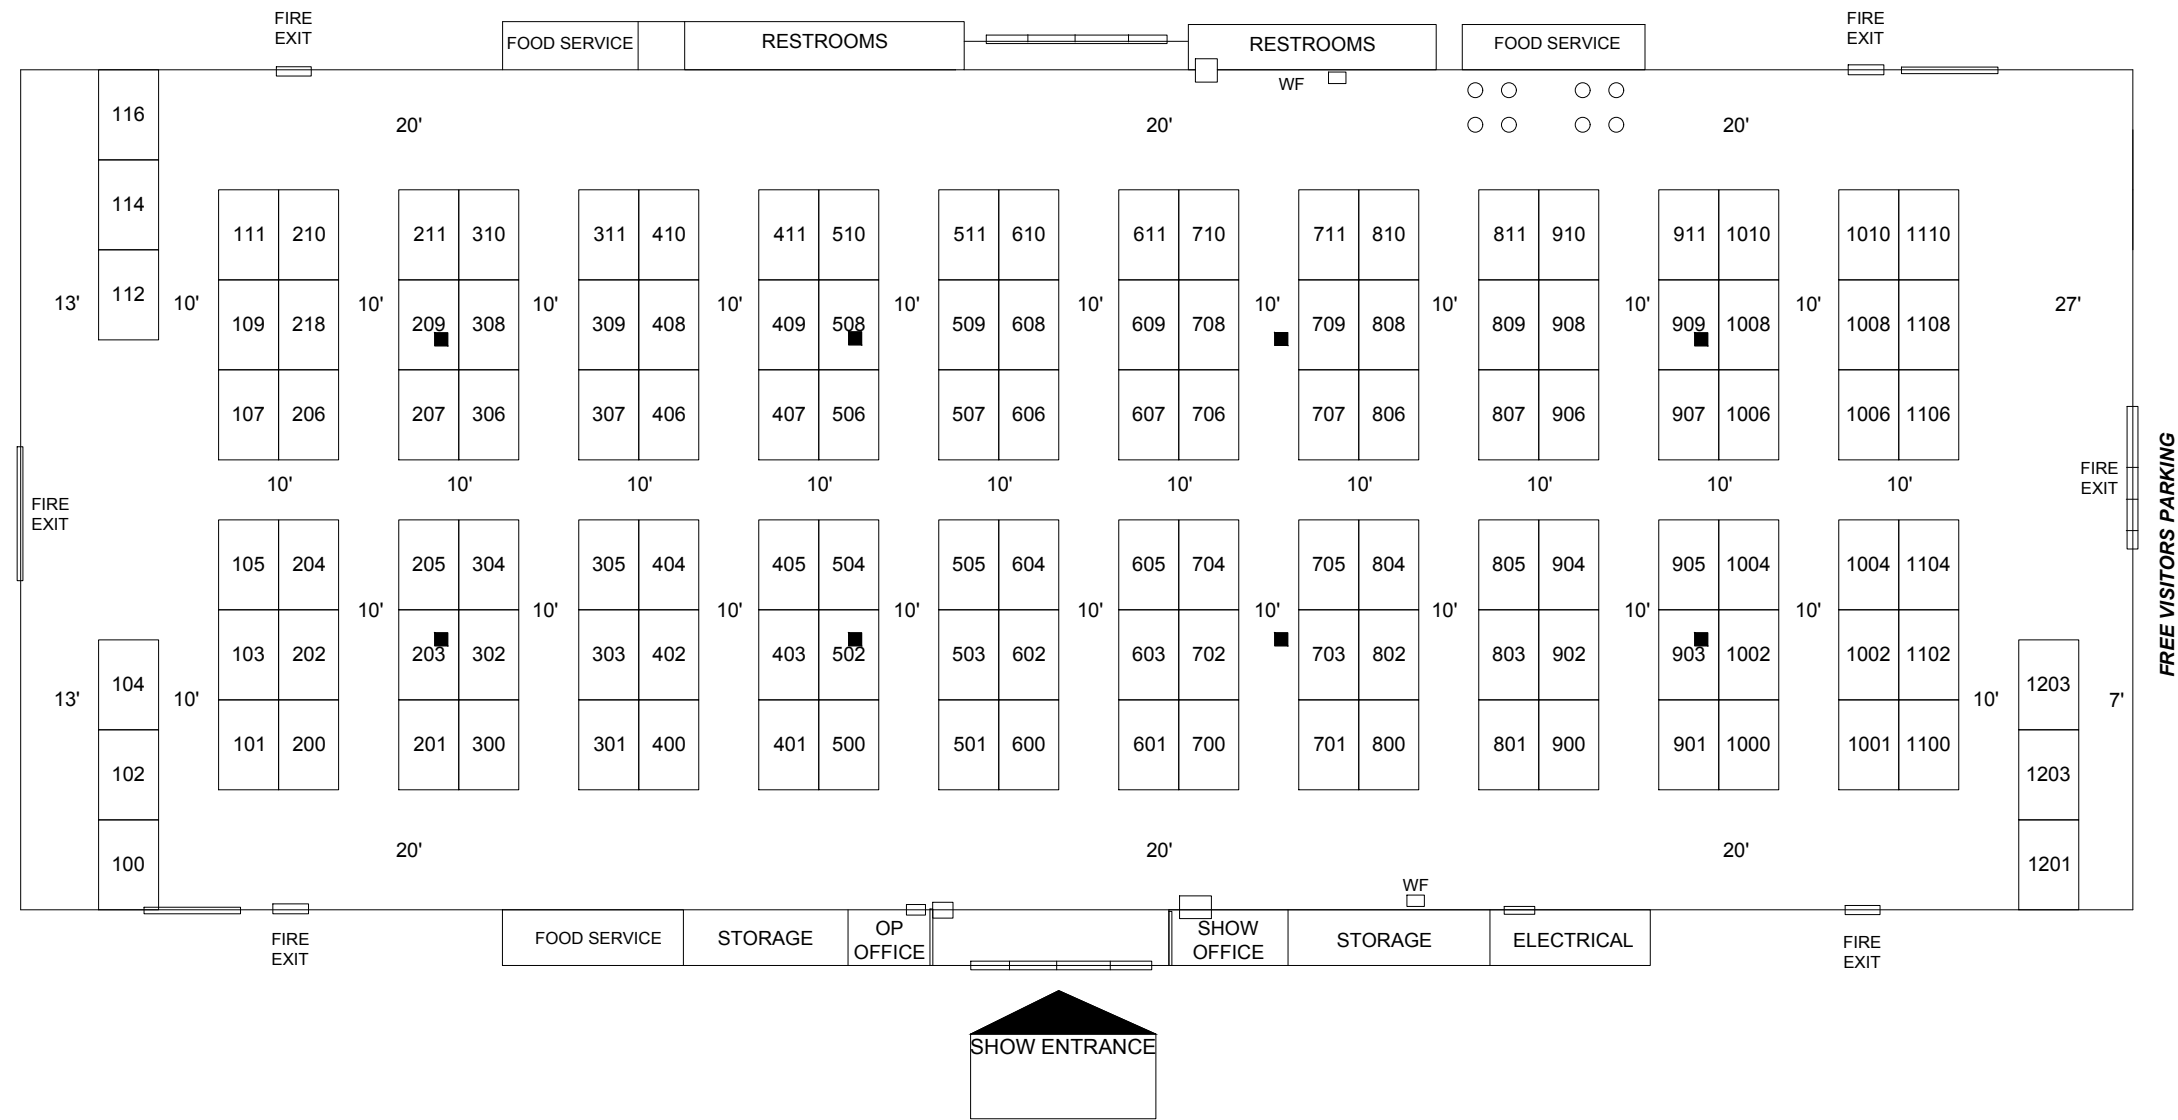 FIRE
EXIT
FIRE
EXIT
FOOD SERVICE
RESTROOMS
RESTROOMS
FOOD SERVICE
WF
116
20' 20' 20'
114
111 210 211 310 311 410 411 510 511 610 611 710 711 810 811 910 911 1010 1010 1110
112
13' 10' 10' 10' 10' 10' 10' 10' 10' 10' 10' 27'
109 218 209 308 309 408 409 508 509 608 609 708 709 808 809 908 909 1008 1008 1108
107 206 207 306 307 406 407 506 507 606 607 706 707 806 807 906 907 1006 1006 1106
10' 10' 10' 10' 10' 10' 10' 10' 10' 10'
FIRE
EXIT
FIRE
EXIT
FREE VISITORS PARKING
105 204 205 304 305 404 405 504 505 604 605 704 705 804 805 904 905 1004 1004 1104
10' 10' 10' 10' 10' 10' 10' 10' 10'
103 202 203 302 303 402 403 502 503 602 603 702 703 802 803 902 903 1002 1002 1102
104 1203
13' 10' 10' 7'
101 200 201 300 301 400 401 500 501 600 601 700 701 800 801 900 901 1000 1001 1100
102 1203
100 1201
20' 20' 20'
WF
FIRE
EXIT
FOOD SERVICE
STORAGE
OP
OFFICE
SHOW
OFFICE
STORAGE
ELECTRICAL
FIRE
EXIT
SHOW ENTRANCE